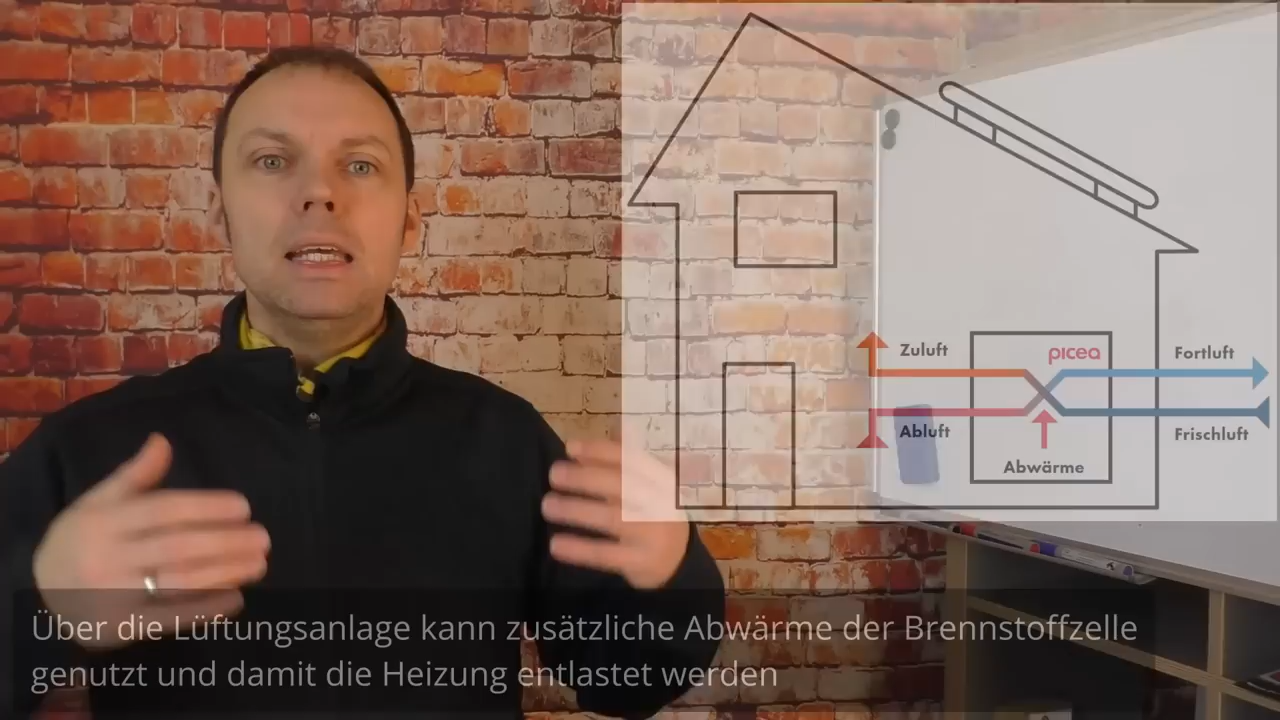 picea
Zuluft
Fortluft
Abluft
Frischluft
Abwärme
Über die Lüftungsanlage kann zusätzliche Abwärme der Brennstoffzelle
genutzt und damit die Heizung entlastet werden